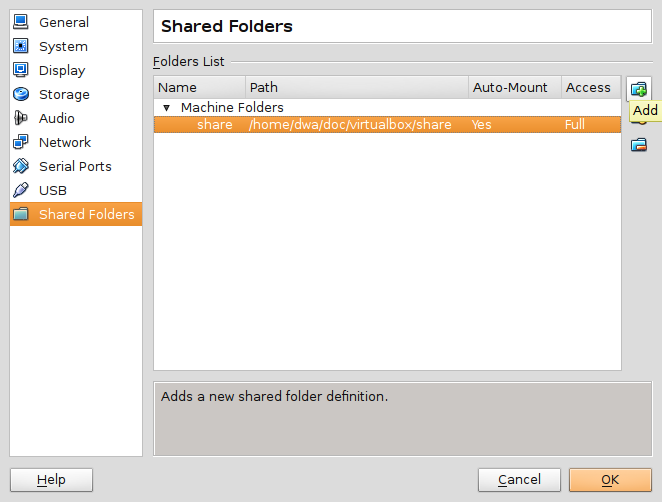 General
System
Display
Storage
Audio
Network
Serial Ports
USB
Shared Folders
Shared Folders
Folders List
Name Path Auto-Mount Access
Machine Folders
share /home/dwa/doc/virtualbox/share Yes Full
Add
Adds a new shared folder definition.
Help Cancel OK